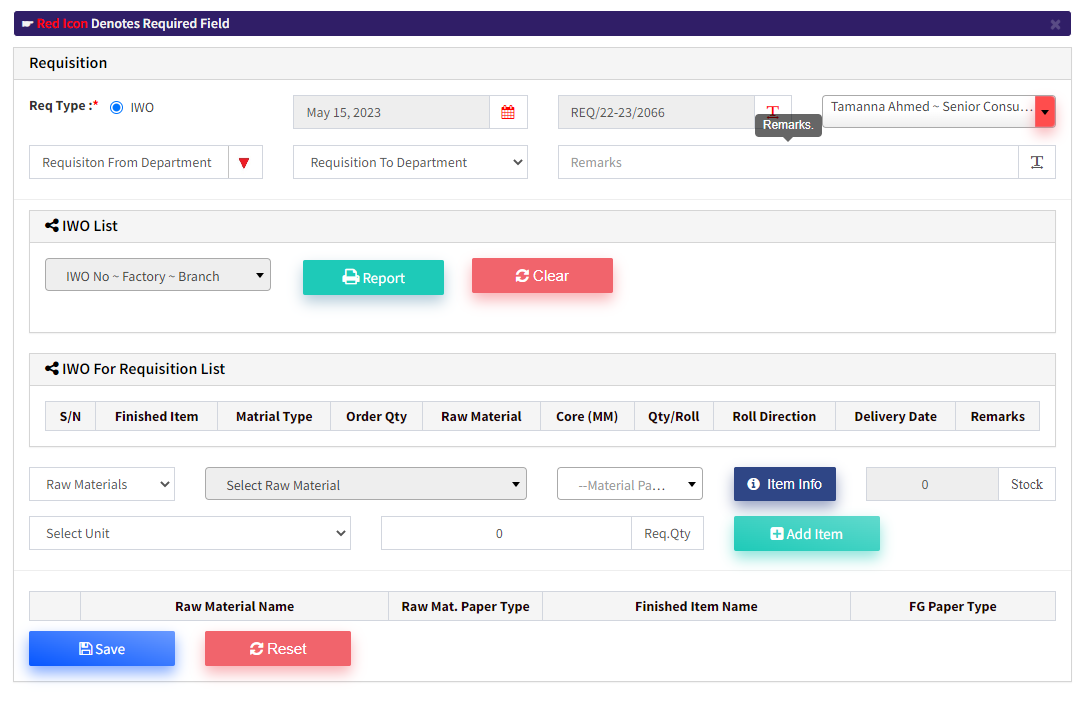 Red Icon Denotes Required Field
Requisition
Req Type :* IWO
May 15, 2023
REQ/22-23/2066
Tamanna Ahmed ~ Senior Consu...
Remarks.
Requisiton From Department
Requisition To Department
Remarks
IWO List
IWO No ~ Factory ~ Branch
Report
Clear
IWO For Requisition List
S/N Finished Item Matrial Type Order Qty Raw Material Core (MM) Qty/Roll Roll Direction Delivery Date Remarks
Raw Materials
Select Raw Material
--Material Pa...
Item Info
0 Stock
Select Unit
0 Req.Qty
Add Item
Raw Material Name Raw Mat. Paper Type Finished Item Name FG Paper Type
Save
Reset